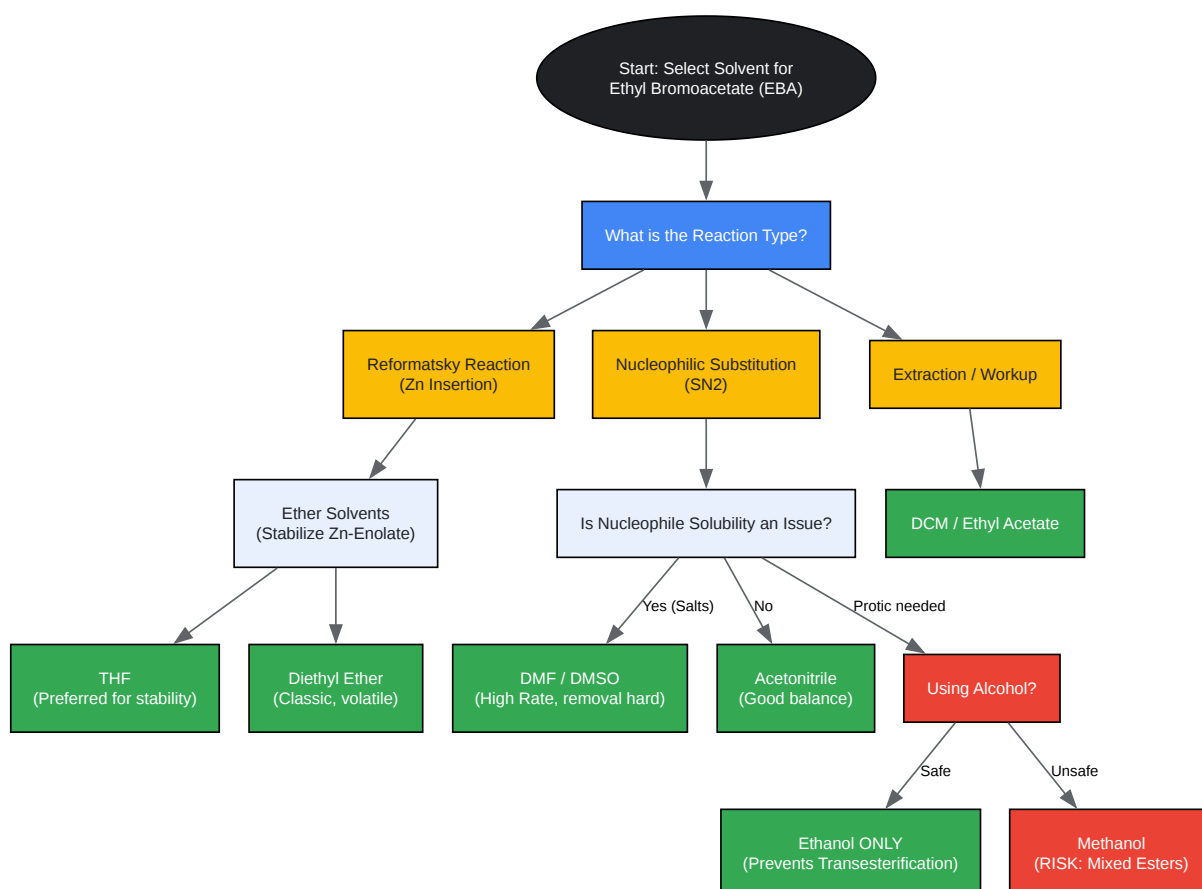 Start: Select Solvent for
Ethyl Bromoacetate (EBA)
What is the Reaction Type?
Reformatsky Reaction
(Zn Insertion)
Nucleophilic Substitution
(SN2)
Extraction / Workup
Ether Solvents
(Stabilize Zn-Enolate)
Is Nucleophile Solubility an Issue?
DCM / Ethyl Acetate
Yes (Salts)
No
Protic needed
THF
(Preferred for stability)
Diethyl Ether
(Classic, volatile)
DMF / DMSO
(High Rate, removal hard)
Acetonitrile
(Good balance)
Using Alcohol?
Safe
Unsafe
Ethanol ONLY
(Prevents Transesterification)
Methanol
(RISK: Mixed Esters)